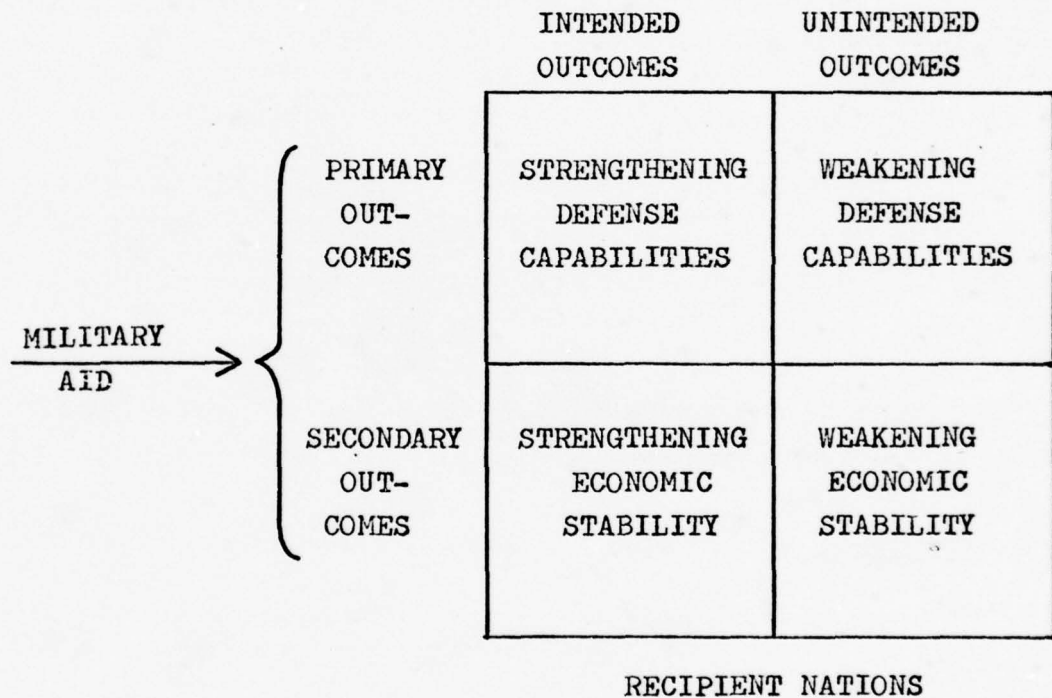 INTENDED UNINTENDED
OUTCOMES OUTCOMES
PRIMARY STRENGTHENING WEAKENING
OUT- DEFENSE DEFENSE
COMES CAPABILITIES CAPABILITIES
MILITARY
AID
SECONDARY STRENGTHENING WEAKENING
OUT- ECONOMIC ECONOMIC
COMES STABILITY STABILITY
RECIPIENT NATIONS